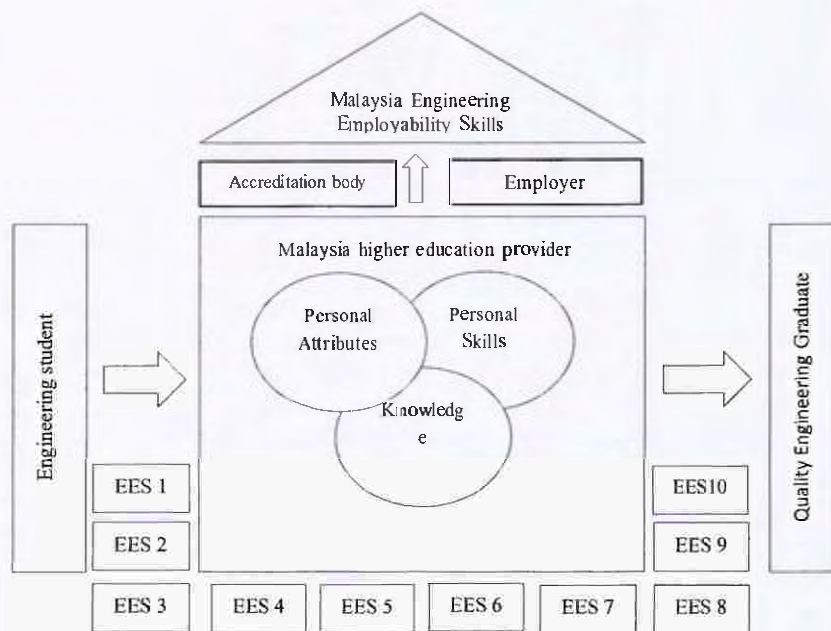 Malaysia Engineering
Employability Skills
Accreditation body
Employer
Malaysia higher education provider
Personal
Attributes
Personal
Skills
Knowledg
e
Engineering student
Quality Engineering Graduate
EES 1
EES10
EES 2
EES 9
EES 3
EES 4
EES 5
EES 6
EES 7
EES 8